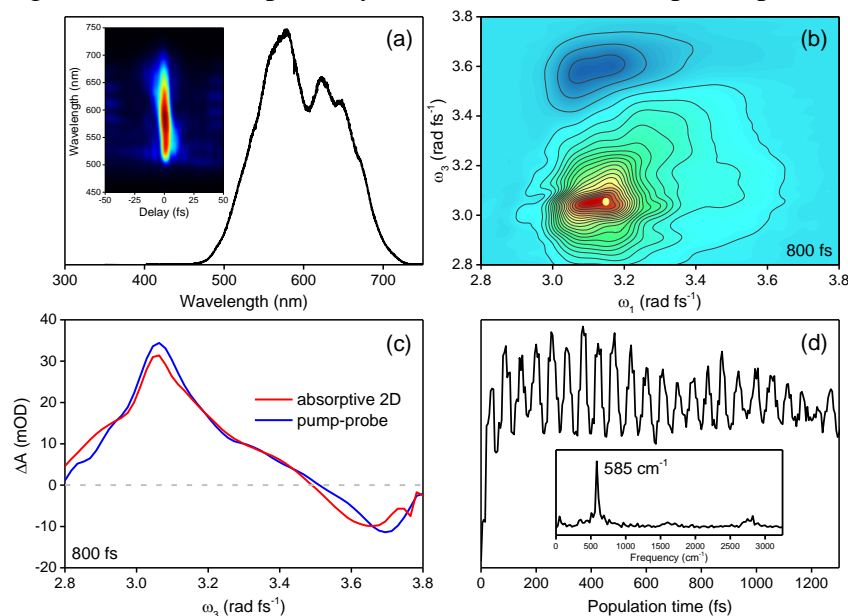 (a)
Wavelength (nm)
750
700
650
600
550
500
450
-50 -25 0 25 50
Delay (fs)
300 400 500 600 700
Wavelength (nm)
(b)
ω₃ (rad fs⁻¹)
3.8
3.6
3.4
3.2
3.0
2.8
800 fs
2.8 3.0 3.2 3.4 3.6 3.8
ω₁ (rad fs⁻¹)
(c)
ΔA (mOD)
40
30
20
10
0
-10
-20
absorptive 2D
pump-probe
800 fs
2.8 3.0 3.2 3.4 3.6 3.8
ω₃ (rad fs⁻¹)
(d)
585 cm⁻¹
0 500 1000 1500 2000 2500 3000
Frequency (cm⁻¹)
0 200 400 600 800 1000 1200
Population time (fs)